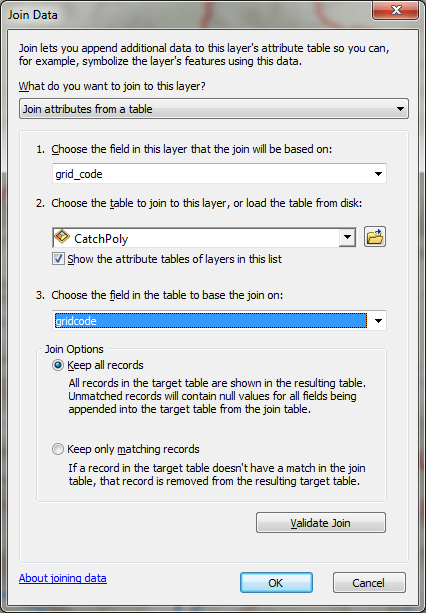 Join Data
Join lets you append additional data to this layer's attribute table so you can,
for example, symbolize the layer's features using this data.
What do you want to join to this layer?
Join attributes from a table
1. Choose the field in this layer that the join will be based on:
grid_code
2. Choose the table to join to this layer, or load the table from disk:
CatchPoly
Show the attribute tables of layers in this list
3. Choose the field in the table to base the join on:
gridcode
Join Options
Keep all records
All records in the target table are shown in the resulting table.
Unmatched records will contain null values for all fields being
appended into the target table from the join table.
Keep only matching records
If a record in the target table doesn't have a match in the join
table, that record is removed from the resulting target table.
Validate Join
About joining data
OK
Cancel